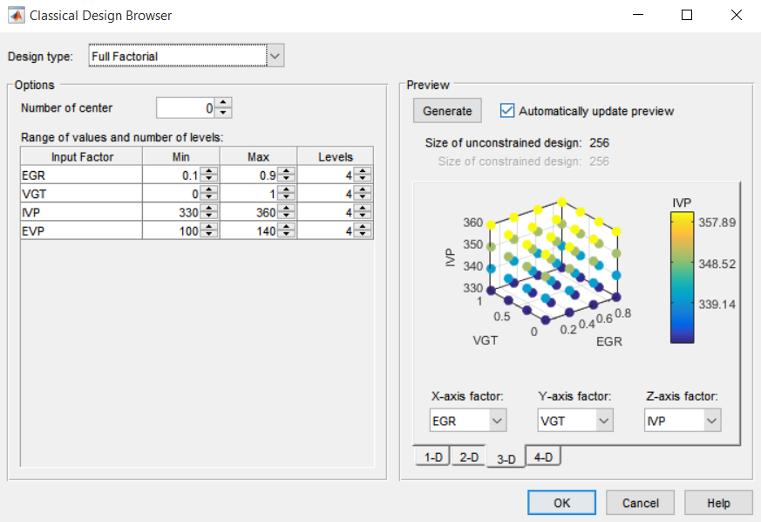 Classical Design Browser
Design type: Full Factorial
Options
Number of center 0
Range of values and number of levels:
Input Factor Min Max Levels
EGR 0.1 0.9 4
VGT 0 1 4
IVP 330 360 4
EVP 100 140 4
Preview
Generate Automatically update preview
Size of unconstrained design: 256
Size of constrained design: 256
IVP
360
350
340
330
IVP
1
0.5
0
VGT
0.2 0.4 0.6 0.8
EGR
357.89
348.52
339.14
X-axis factor: Y-axis factor: Z-axis factor:
EGR VGT IVP
1-D 2-D 3-D 4-D
OK Cancel Help